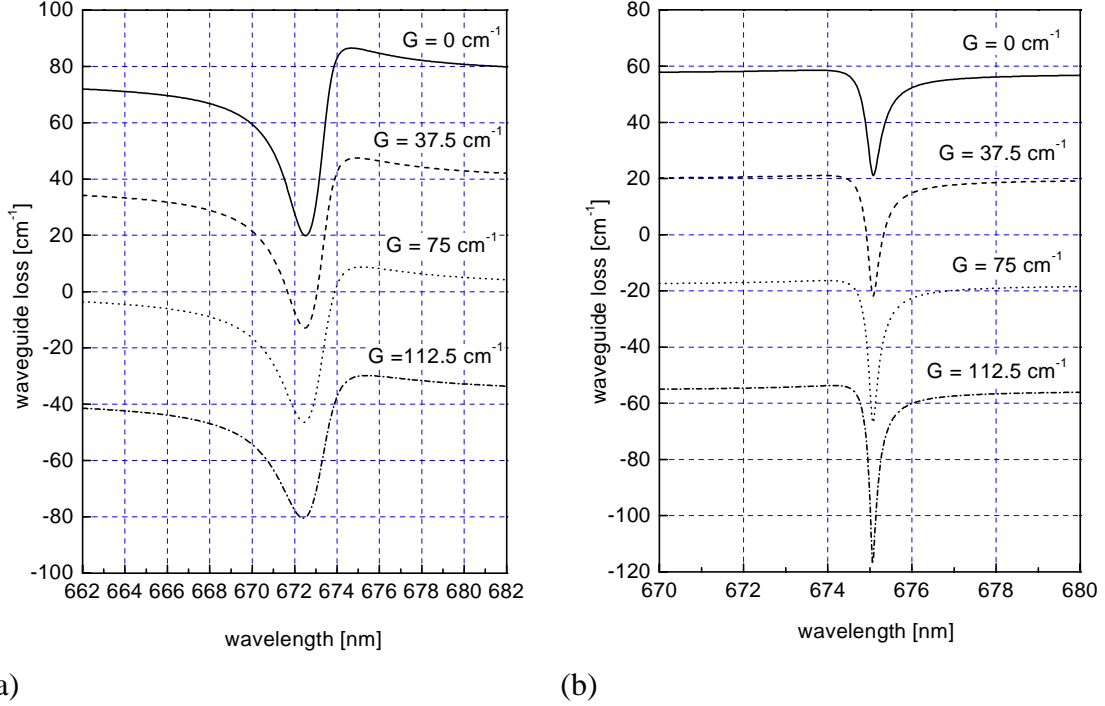 100
80
60
40
20
0
-20
-40
-60
-80
-100
waveguide loss [cm-1]
G = 0 cm-1
G = 37.5 cm-1
G = 75 cm-1
G =112.5 cm-1
662 664 666 668 670 672 674 676 678 680 682
wavelength [nm]
a)
80
60
40
20
0
-20
-40
-60
-80
-100
-120
waveguide loss [cm-1]
G = 0 cm-1
G = 37.5 cm-1
G = 75 cm-1
G = 112.5 cm-1
670 672 674 676 678 680
wavelength [nm]
(b)